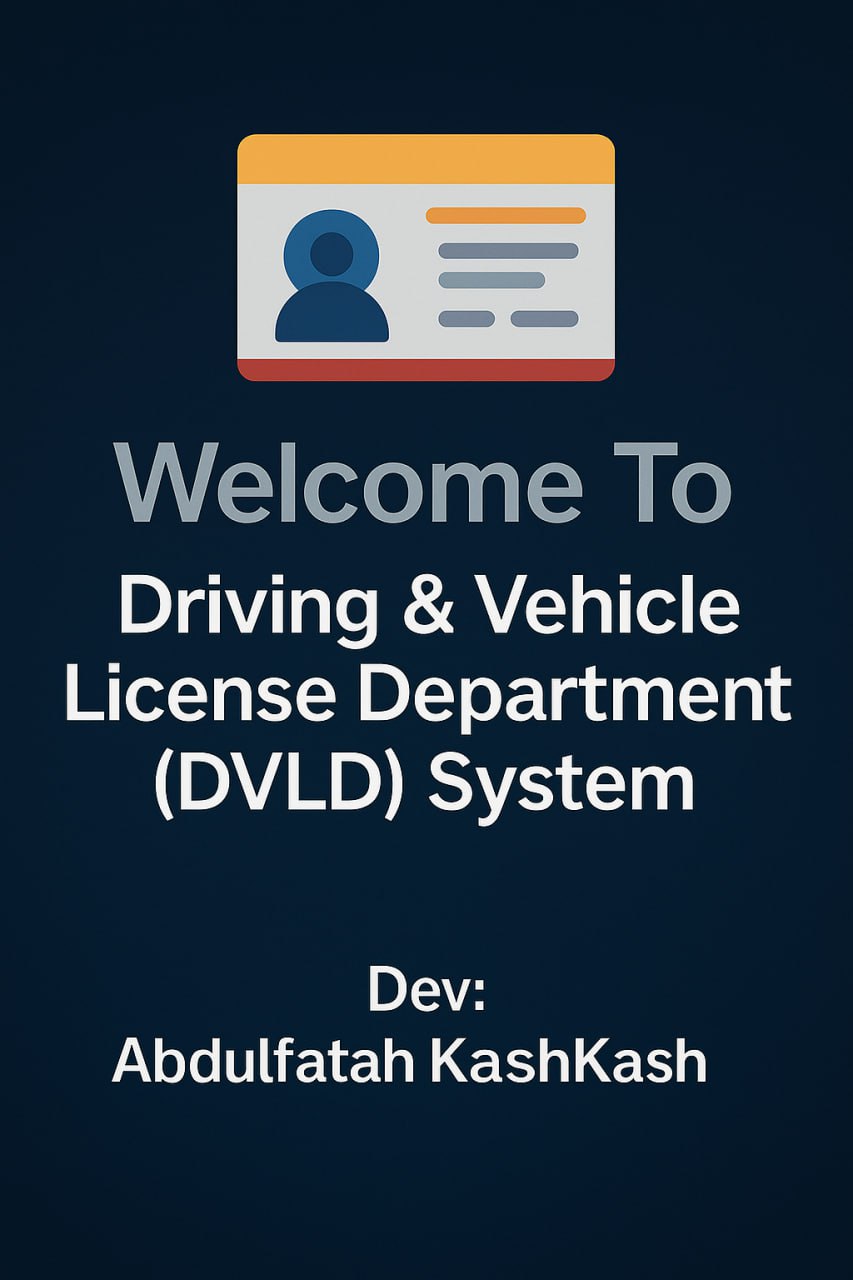 Welcome To
Driving & Vehicle
License Department
(DVLD) System
Dev:
Abdulfatah KashKash